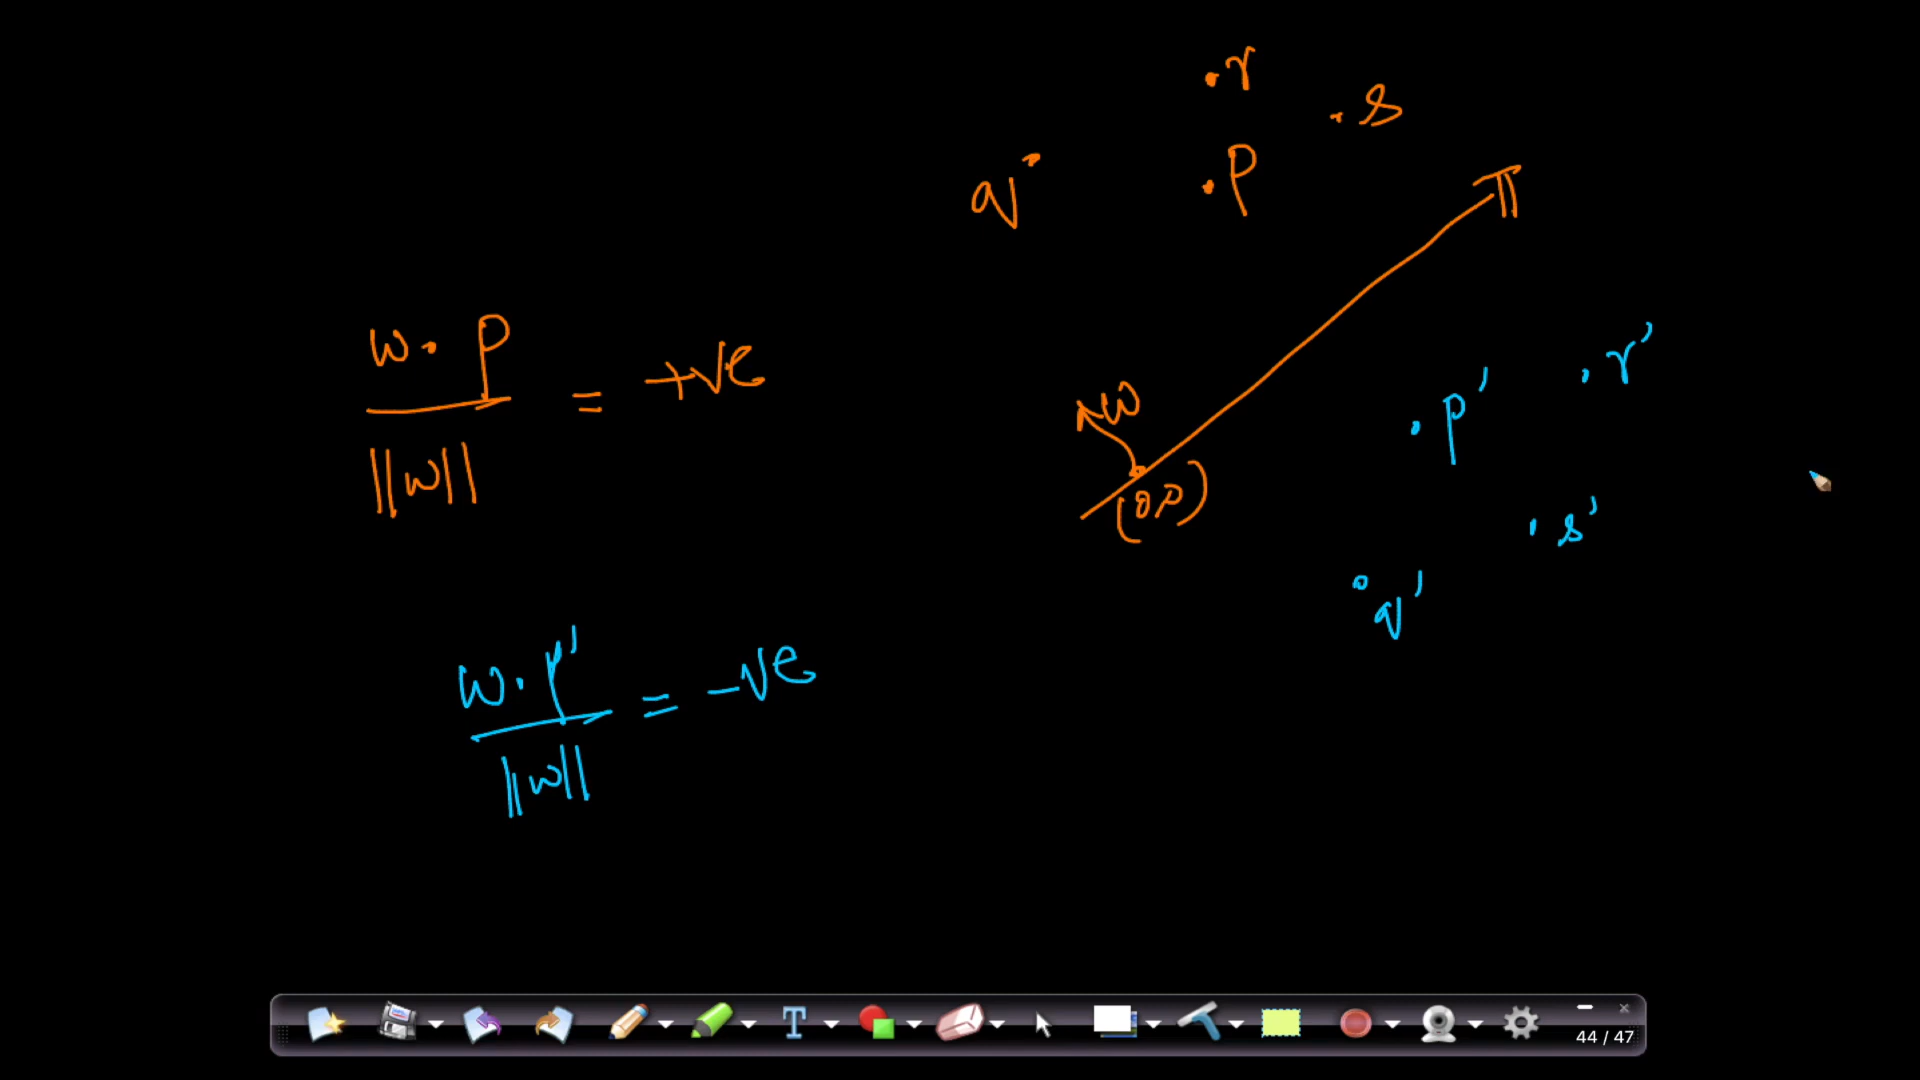 . r
. s
q .
. p
π
w . p
――― = +ve
||w||
w
(0,0)
. p'
. r'
. s'
. q'
w . p'
――― = -ve
||w||
T
44 / 47